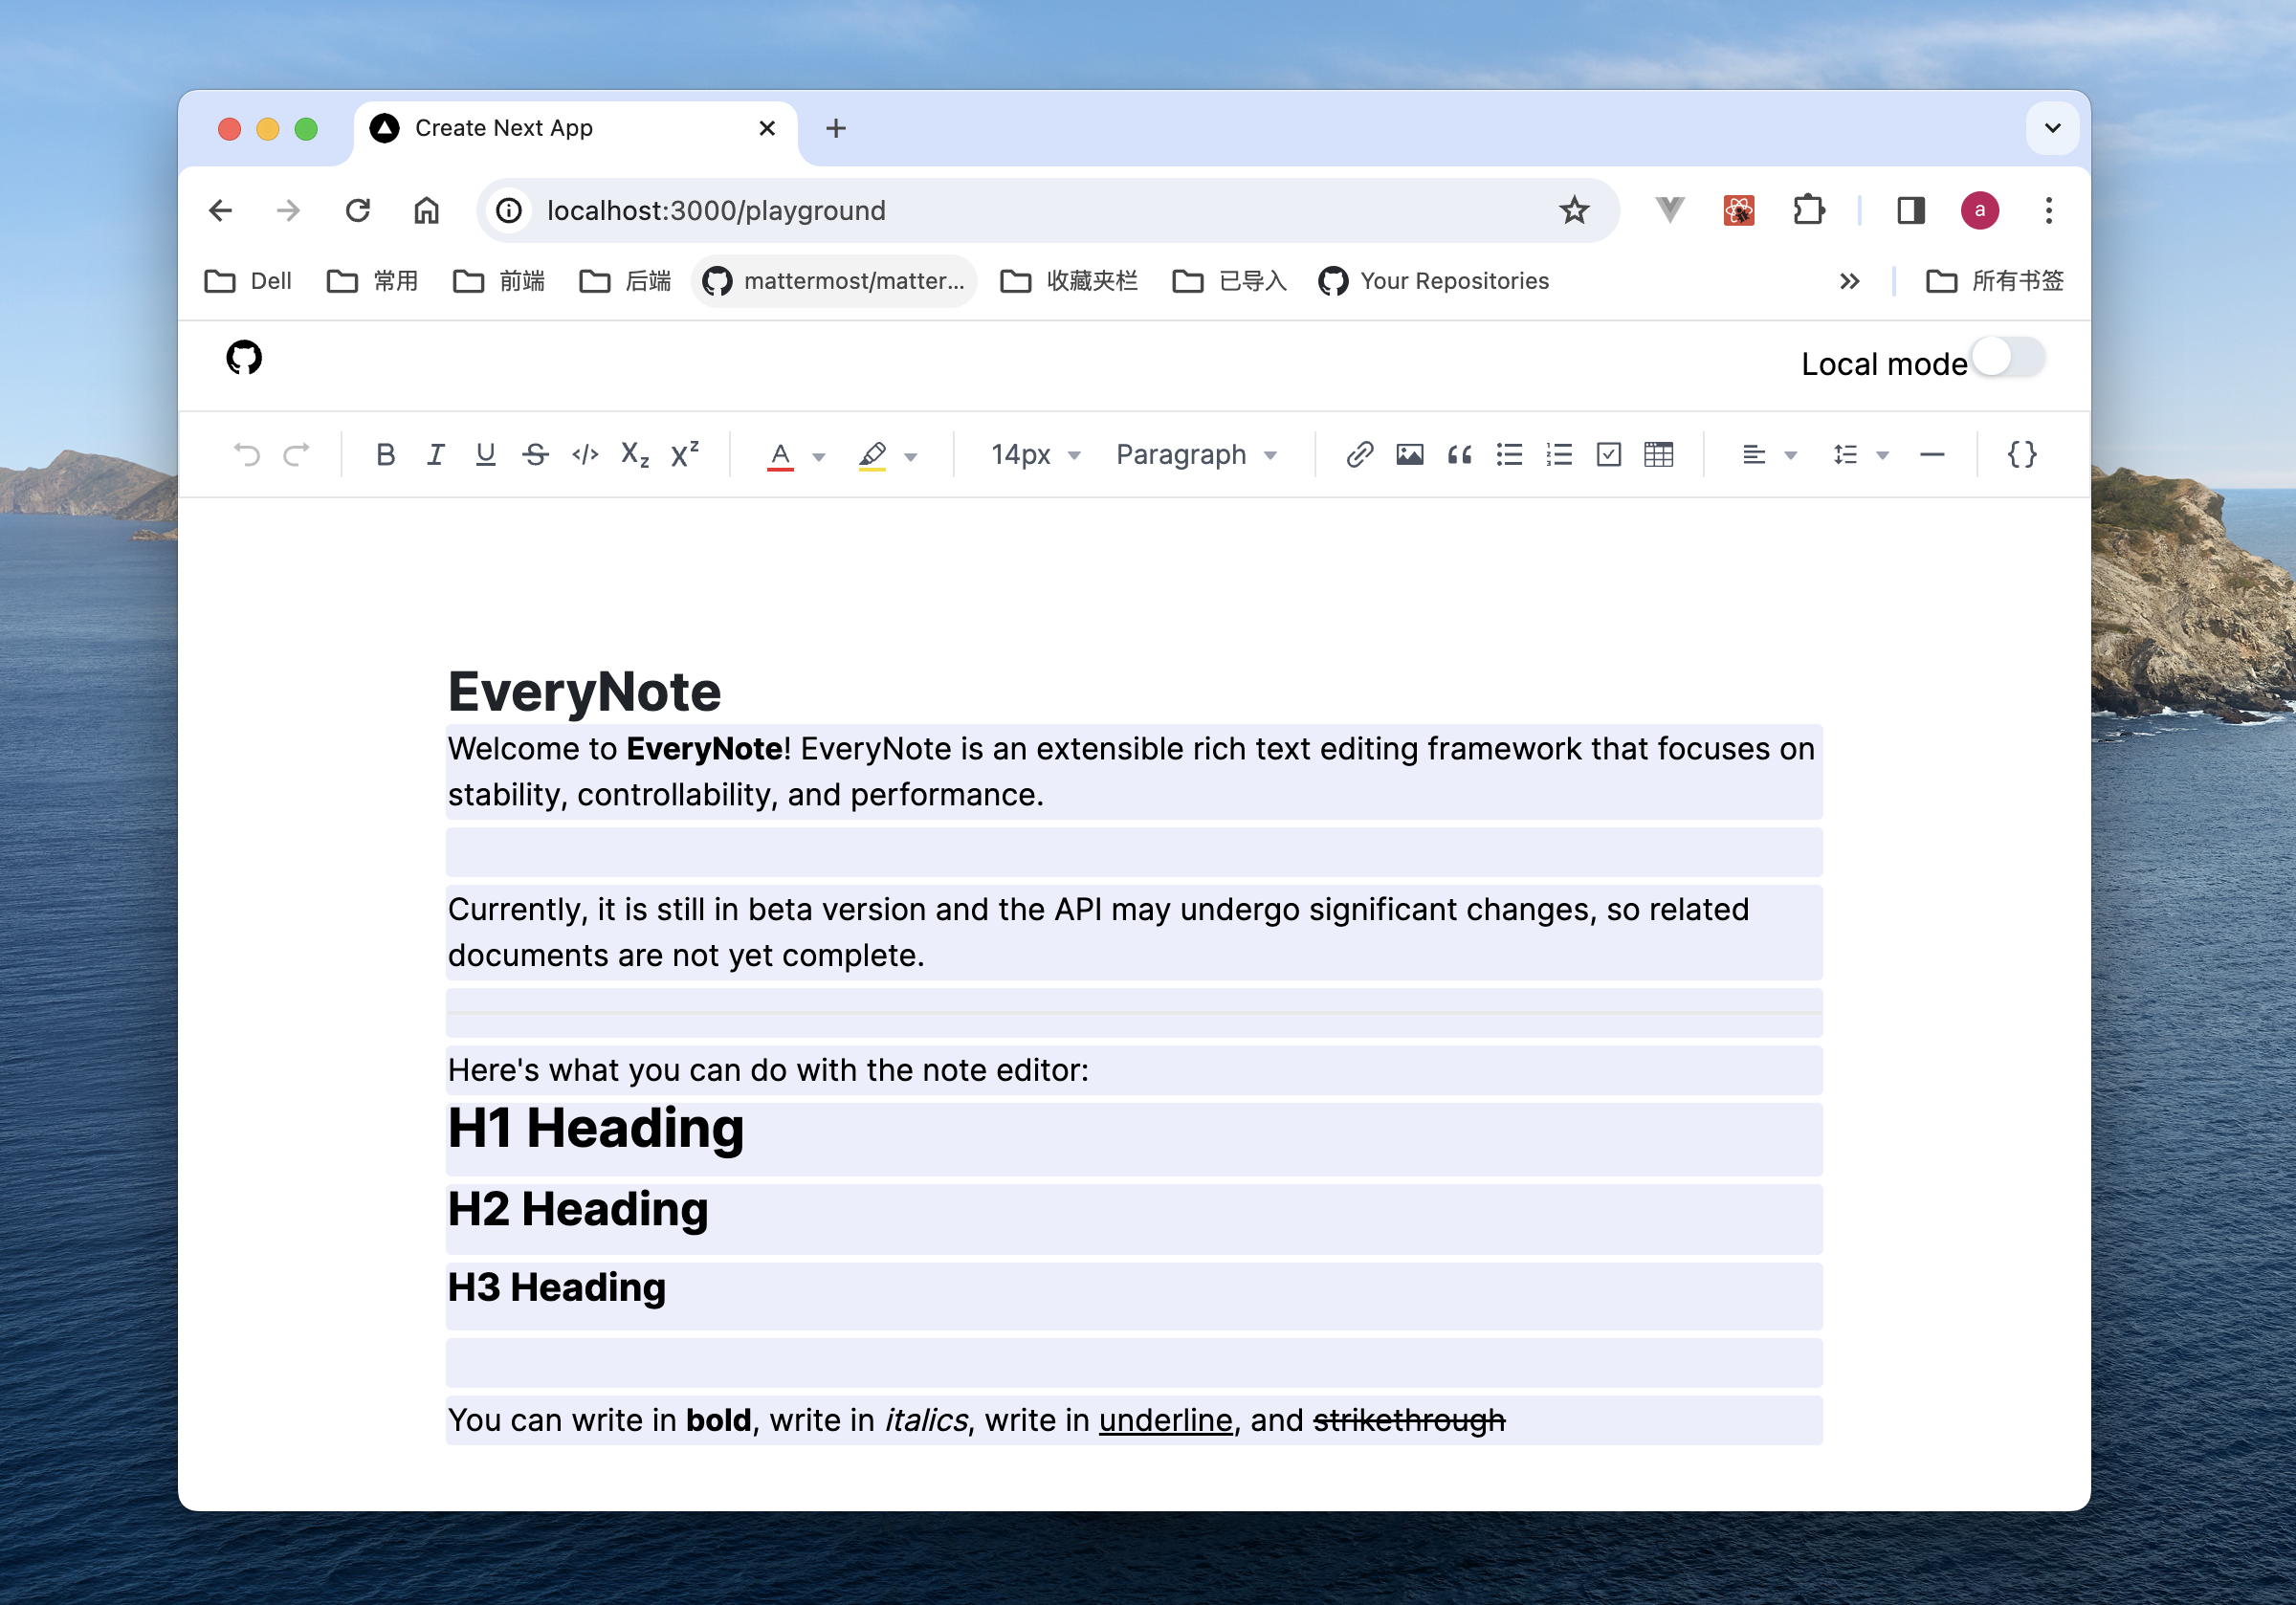 Create Next App
localhost:3000/playground
a
Dell 常用 前端 后端 mattermost/matter... 收藏夹栏 已导入 Your Repositories 所有书签
Local mode
B I U S </> X₂ X² A 14px Paragraph {}
EveryNote
Welcome to EveryNote! EveryNote is an extensible rich text editing framework that focuses on
stability, controllability, and performance.
Currently, it is still in beta version and the API may undergo significant changes, so related
documents are not yet complete.
Here's what you can do with the note editor:
H1 Heading
H2 Heading
H3 Heading
You can write in bold, write in italics, write in underline, and strikethrough